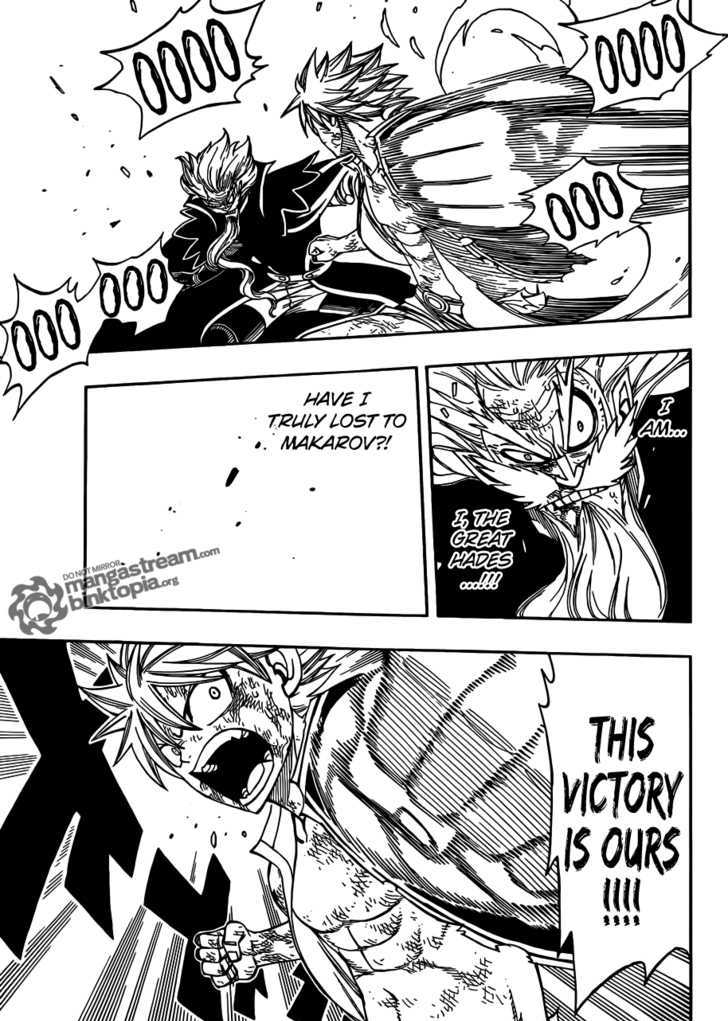 OOOO
OOOO
OOO
OOO
OOO
I
AM...
I, THE
GREAT
HADES
...!!!
HAVE I
TRULY LOST TO
MAKAROV?!
DO NOT MIRROR
mangastream.com
binktopia.org
THIS
VICTORY
IS OURS
!!!!